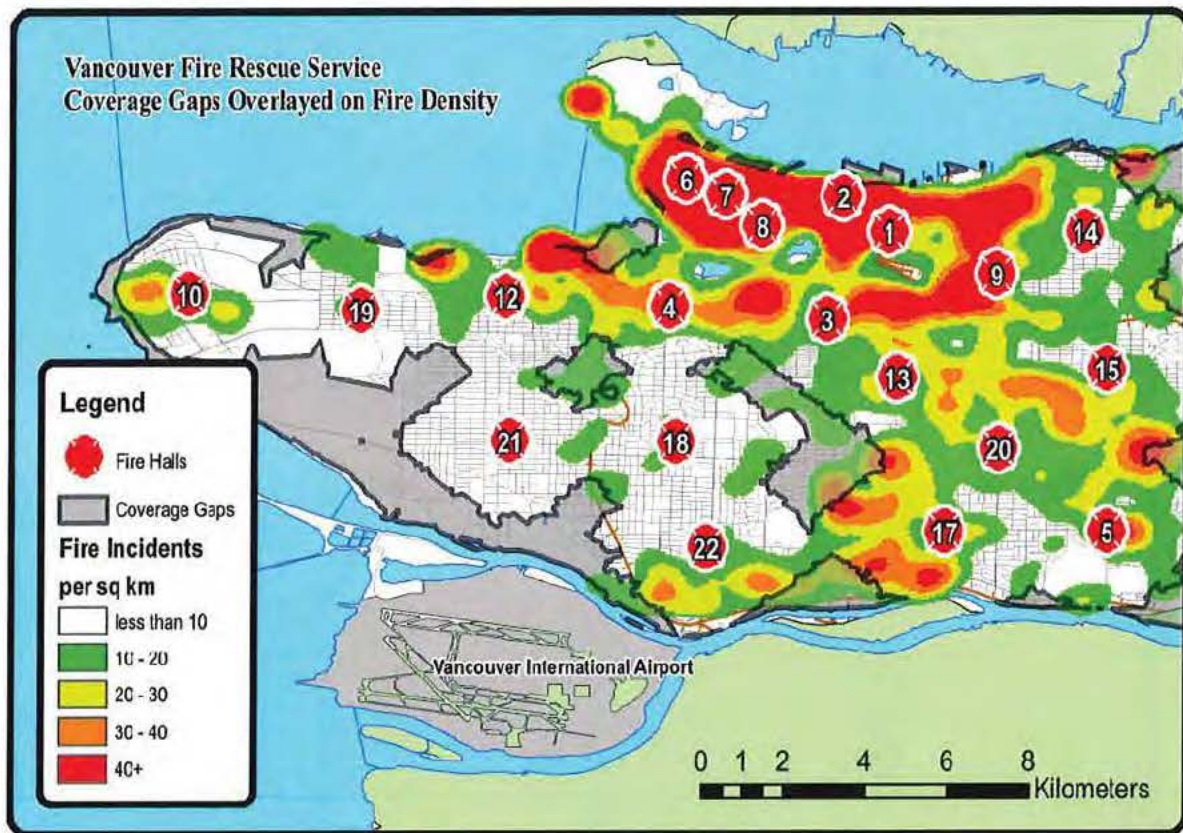 Vancouver Fire Rescue Service
Coverage Gaps Overlayed on Fire Density
6
7
2
8
1
14
9
10
19
12
4
3
13
15
21
18
20
22
17
5
Legend
Fire Halls
Coverage Gaps
Fire Incidents
per sq km
less than 10
10 - 20
20 - 30
30 - 40
40+
Vancouver International Airport
0 1 2 4 6 8
Kilometers